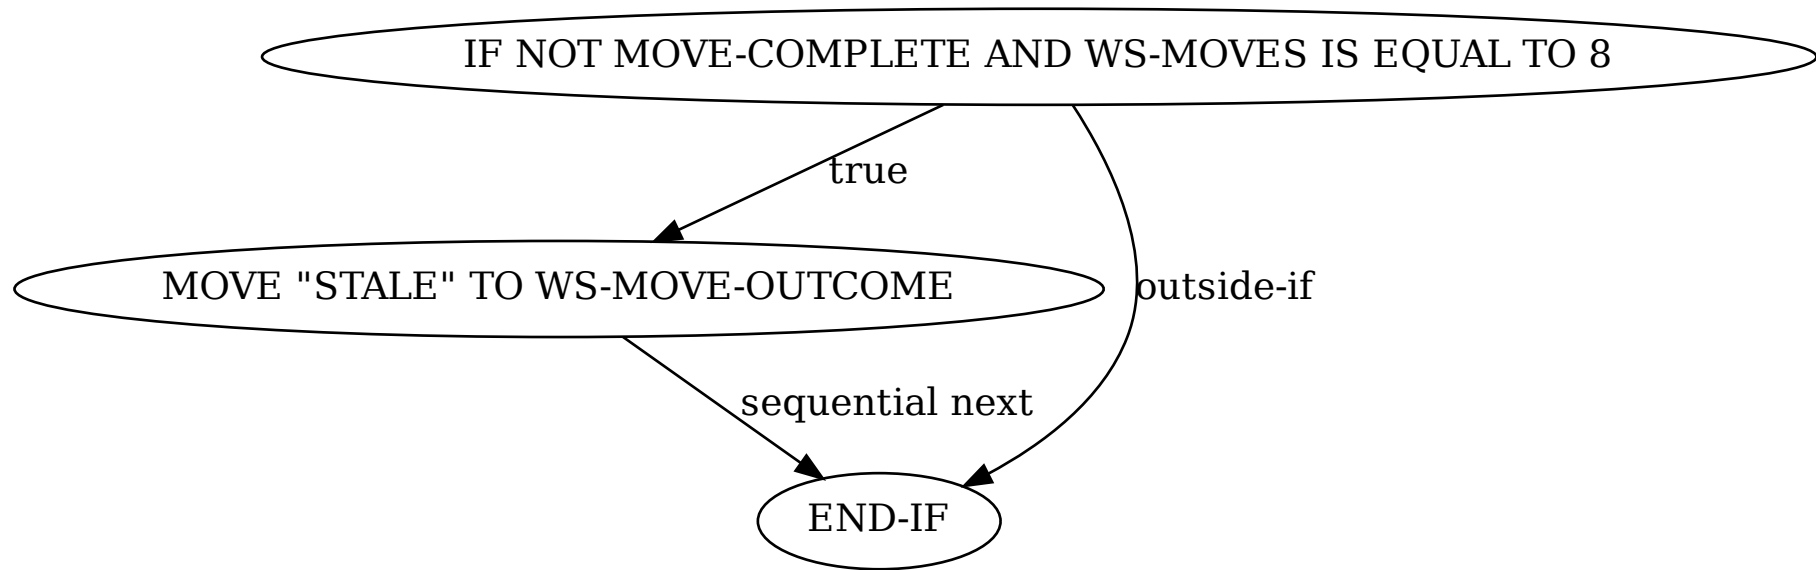 IF NOT MOVE-COMPLETE AND WS-MOVES IS EQUAL TO 8
true
MOVE "STALE" TO WS-MOVE-OUTCOME
outside-if
sequential next
END-IF